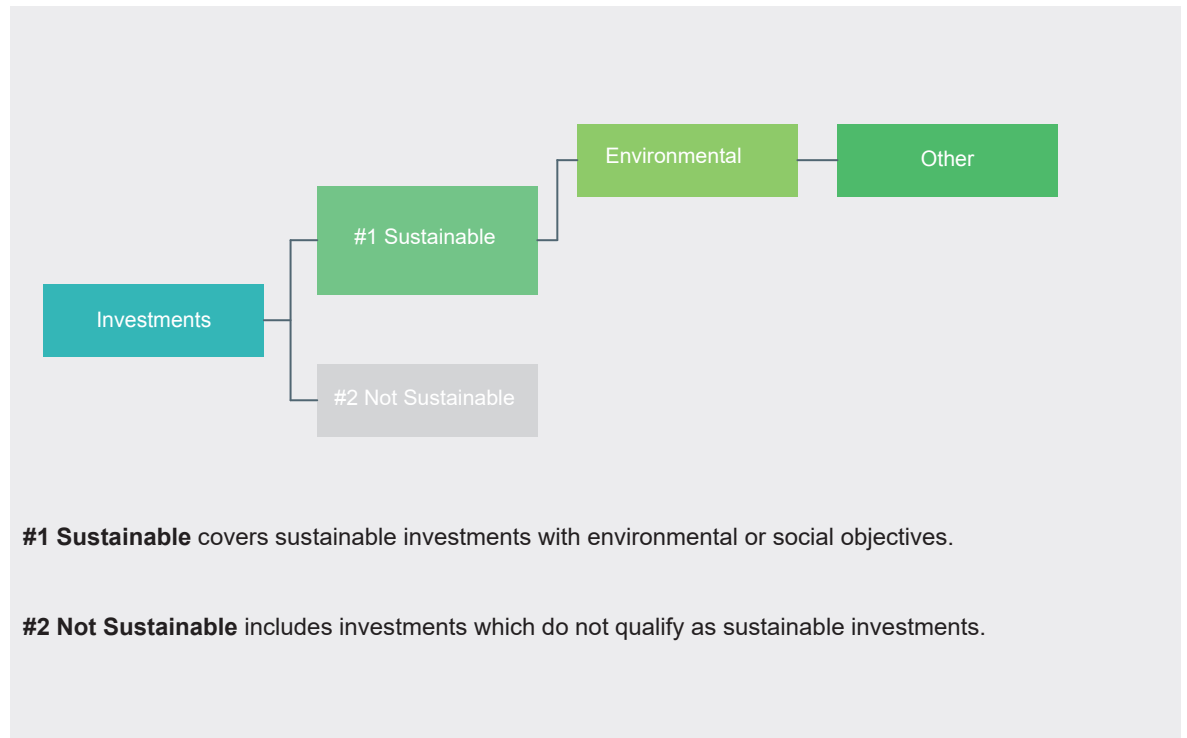 Environmental
Other
#1 Sustainable
Investments
#2 Not Sustainable
#1 Sustainable covers sustainable investments with environmental or social objectives.
#2 Not Sustainable includes investments which do not qualify as sustainable investments.